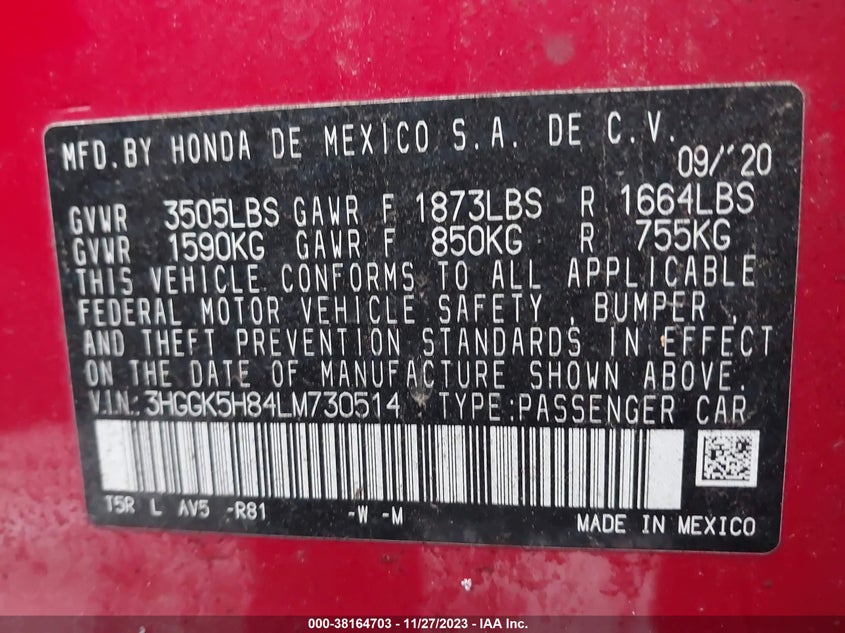 MFD.BY HONDA DE MEXICO S.A. DE C.V.
09/'20
GVWR 3505LBS GAWR F 1873LBS R 1664LBS
GVWR 1590KG GAWR F 850KG R 755KG
THIS VEHICLE CONFORMS TO ALL APPLICABLE
FEDERAL MOTOR VEHICLE SAFETY , BUMPER ,
AND THEFT PREVENTION STANDARDS IN EFFECT
ON THE DATE OF MANUFACTURE SHOWN ABOVE.
V.I.N.: 3HGGK5H84LM730514 TYPE:PASSENGER CAR
T5R L AV5 -R81 -W -M
MADE IN MEXICO
000-38164703 - 11/27/2023 - IAA Inc.